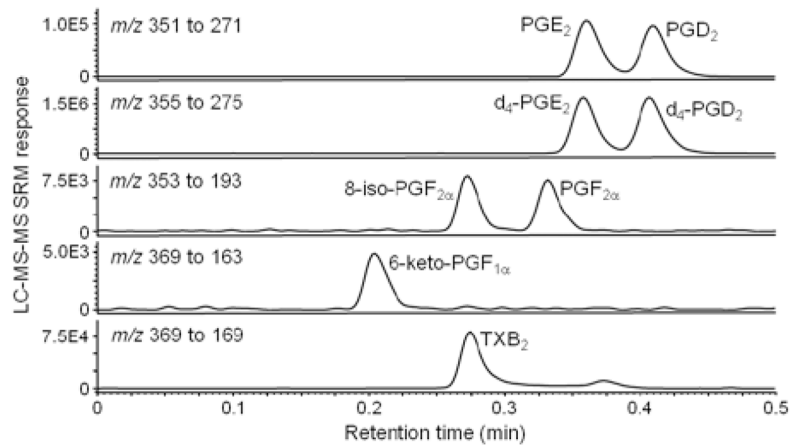 LC-MS-MS SRM response
1.0E5
0
m/z 351 to 271
PGE2
PGD2
1.5E6
0
m/z 355 to 275
d4-PGE2
d4-PGD2
7.5E3
0
m/z 353 to 193
8-iso-PGF2α
PGF2α
5.0E3
0
m/z 369 to 163
6-keto-PGF1α
7.5E4
0
m/z 369 to 169
TXB2
0 0.1 0.2 0.3 0.4 0.5
Retention time (min)